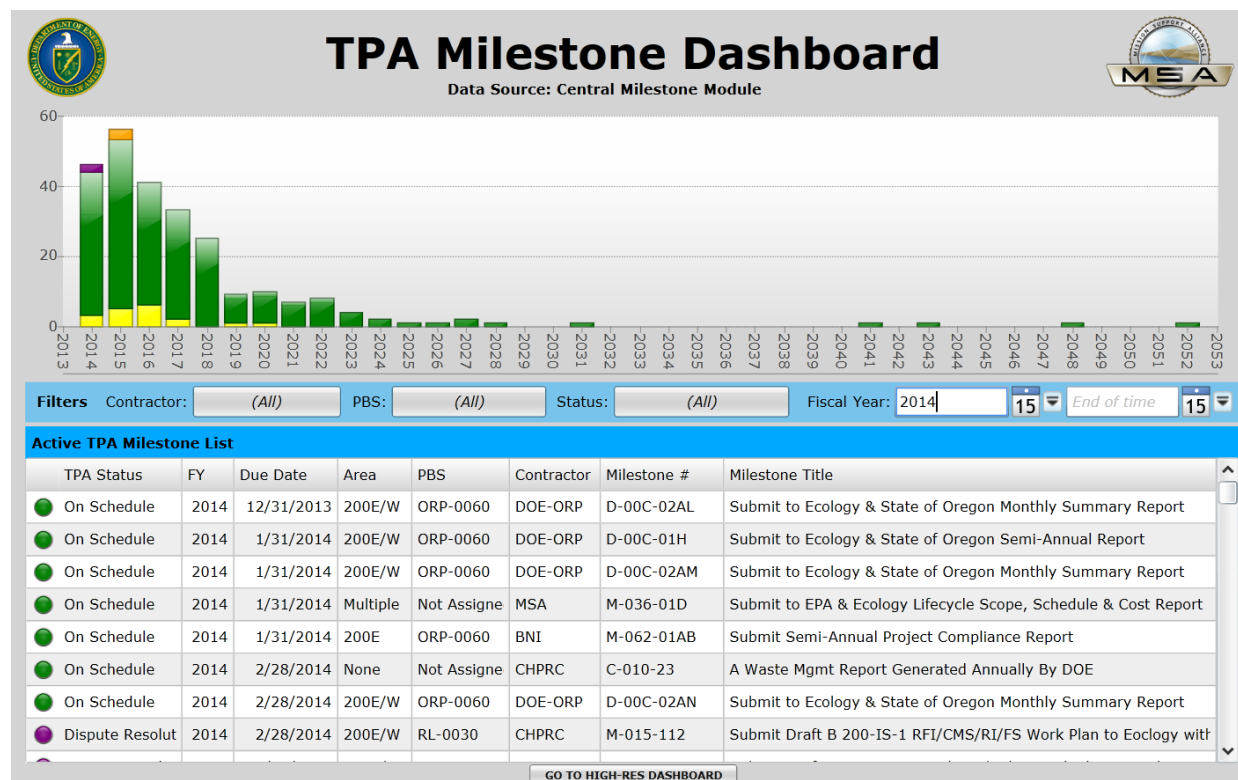 TPA Milestone Dashboard
Data Source: Central Milestone Module
DEPARTMENT OF ENERGY
UNITED STATES OF AMERICA
MISSION SUPPORT ALLIANCE
MSA
60
40
20
0
2013 2014 2015 2016 2017 2018 2019 2020 2021 2022 2023 2024 2025 2026 2027 2028 2029 2030 2031 2032 2033 2034 2035 2036 2037 2038 2039 2040 2041 2042 2043 2044 2045 2046 2047 2048 2049 2050 2051 2052 2053
Filters Contractor: (All) PBS: (All) Status: (All) Fiscal Year: 2014 15 End of time 15
Active TPA Milestone List
TPA Status FY Due Date Area PBS Contractor Milestone # Milestone Title
On Schedule 2014 12/31/2013 200E/W ORP-0060 DOE-ORP D-00C-02AL Submit to Ecology & State of Oregon Monthly Summary Report
On Schedule 2014 1/31/2014 200E/W ORP-0060 DOE-ORP D-00C-01H Submit to Ecology & State of Oregon Semi-Annual Report
On Schedule 2014 1/31/2014 200E/W ORP-0060 DOE-ORP D-00C-02AM Submit to Ecology & State of Oregon Monthly Summary Report
On Schedule 2014 1/31/2014 Multiple Not Assigne MSA M-036-01D Submit to EPA & Ecology Lifecycle Scope, Schedule & Cost Report
On Schedule 2014 1/31/2014 200E ORP-0060 BNI M-062-01AB Submit Semi-Annual Project Compliance Report
On Schedule 2014 2/28/2014 None Not Assigne CHPRC C-010-23 A Waste Mgmt Report Generated Annually By DOE
On Schedule 2014 2/28/2014 200E/W ORP-0060 DOE-ORP D-00C-02AN Submit to Ecology & State of Oregon Monthly Summary Report
Dispute Resolut 2014 2/28/2014 200E/W RL-0030 CHPRC M-015-112 Submit Draft B 200-IS-1 RFI/CMS/RI/FS Work Plan to Eoclogy with
GO TO HIGH-RES DASHBOARD